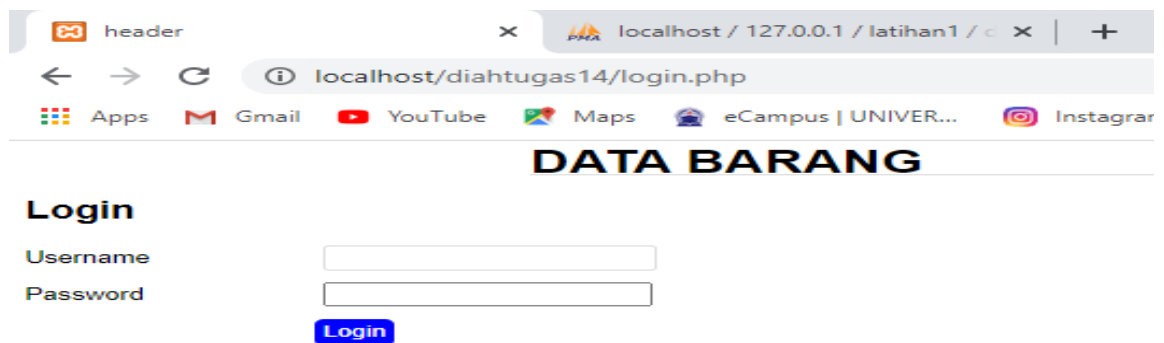 header
localhost / 127.0.0.1 / latihan1 /
localhost/diahtugas14/login.php
Apps Gmail YouTube Maps eCampus | UNIVER... Instagrar
DATA BARANG
Login
Username
Password
Login